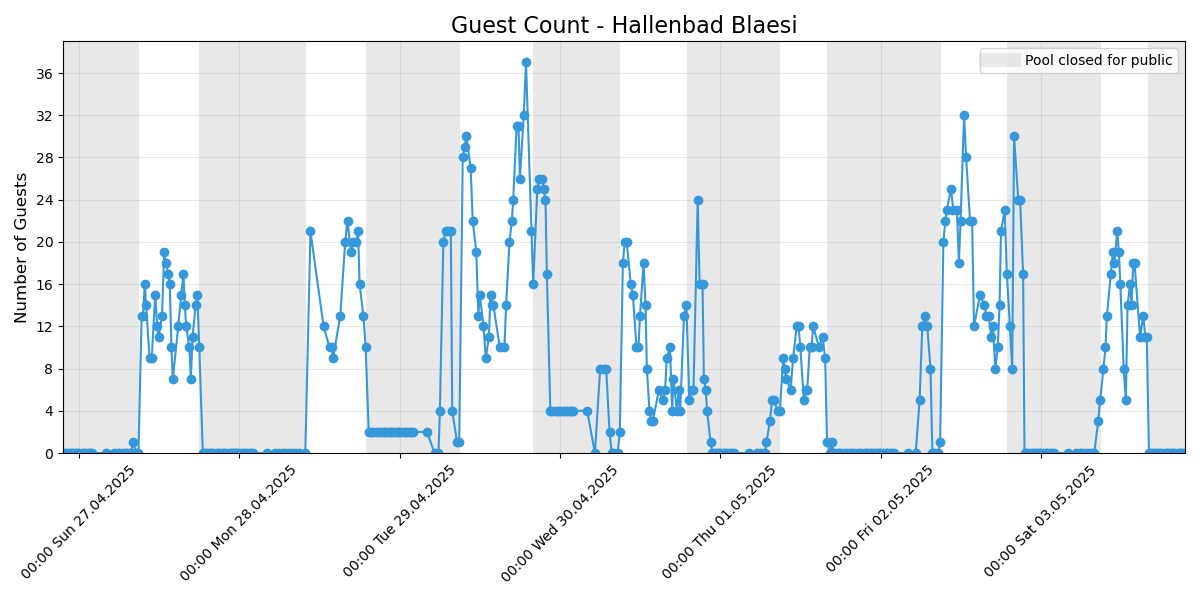 Guest Count - Hallenbad Blaesi
Pool closed for public
Number of Guests
36
32
28
24
20
16
12
8
4
0
00:00 Sun 27.04.2025
00:00 Mon 28.04.2025
00:00 Tue 29.04.2025
00:00 Wed 30.04.2025
00:00 Thu 01.05.2025
00:00 Fri 02.05.2025
00:00 Sat 03.05.2025